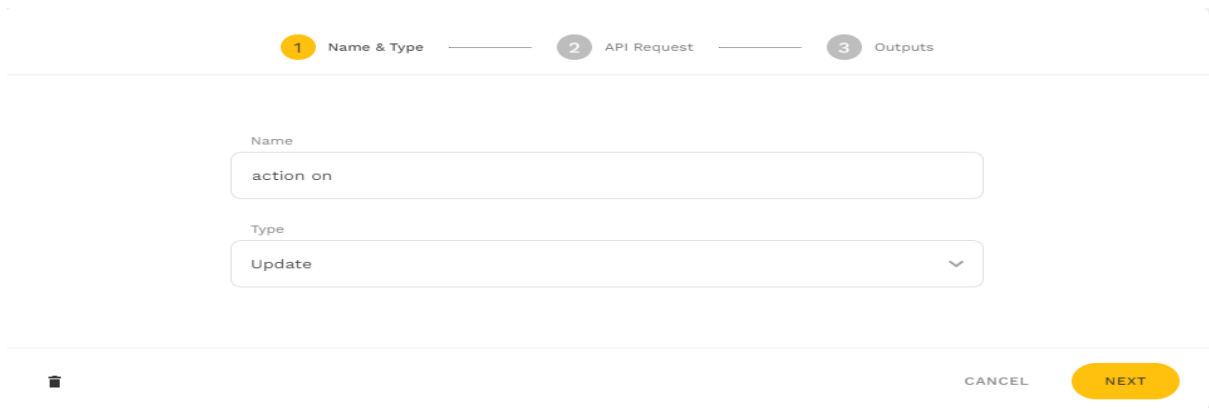 1 Name & Type 2 API Request 3 Outputs
Name
action on
Type
Update
CANCEL NEXT